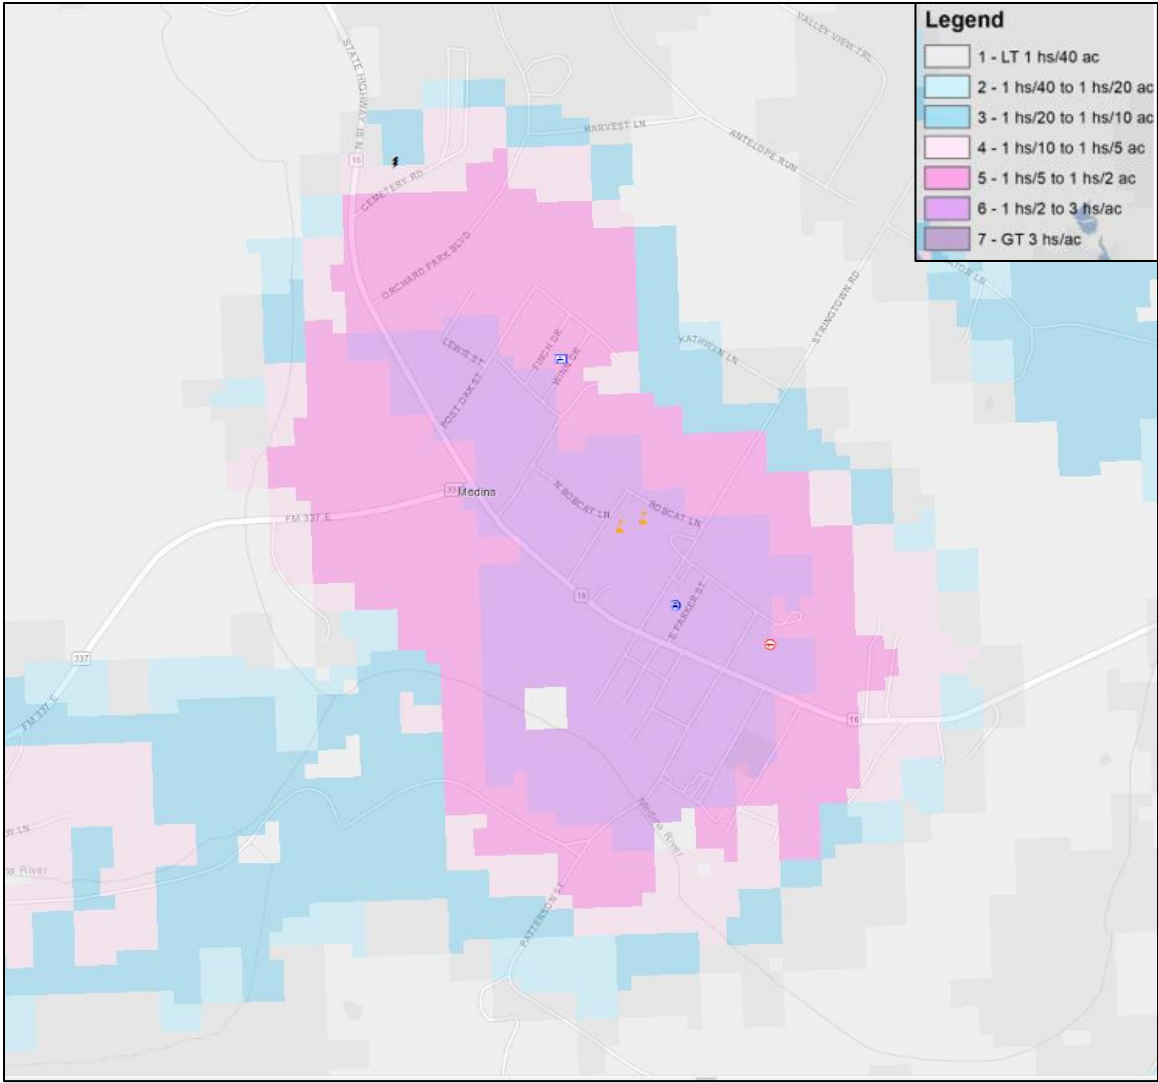 Legend
1 - LT 1 hs/40 ac
2 - 1 hs/40 to 1 hs/20 ac
3 - 1 hs/20 to 1 hs/10 ac
4 - 1 hs/10 to 1 hs/5 ac
5 - 1 hs/5 to 1 hs/2 ac
6 - 1 hs/2 to 3 hs/ac
7 - GT 3 hs/ac
VALLEY VIEW TRL
STATE HIGHWAY 16 N
HARVEST LN
ANTELOPE RUN
16
CEMETERY RD
ORCHARD PARK BLVD
STRINGTOWN RD
KATHWYN LN
LEWIS ST
FINCH DR
WINN DR
POST OAK ST
Medina
N BOBCAT LN
BOBCAT LN
FM 337 E
16
E PARKER ST
337
FM 337 E
16
Medina River
PATTERSON ST